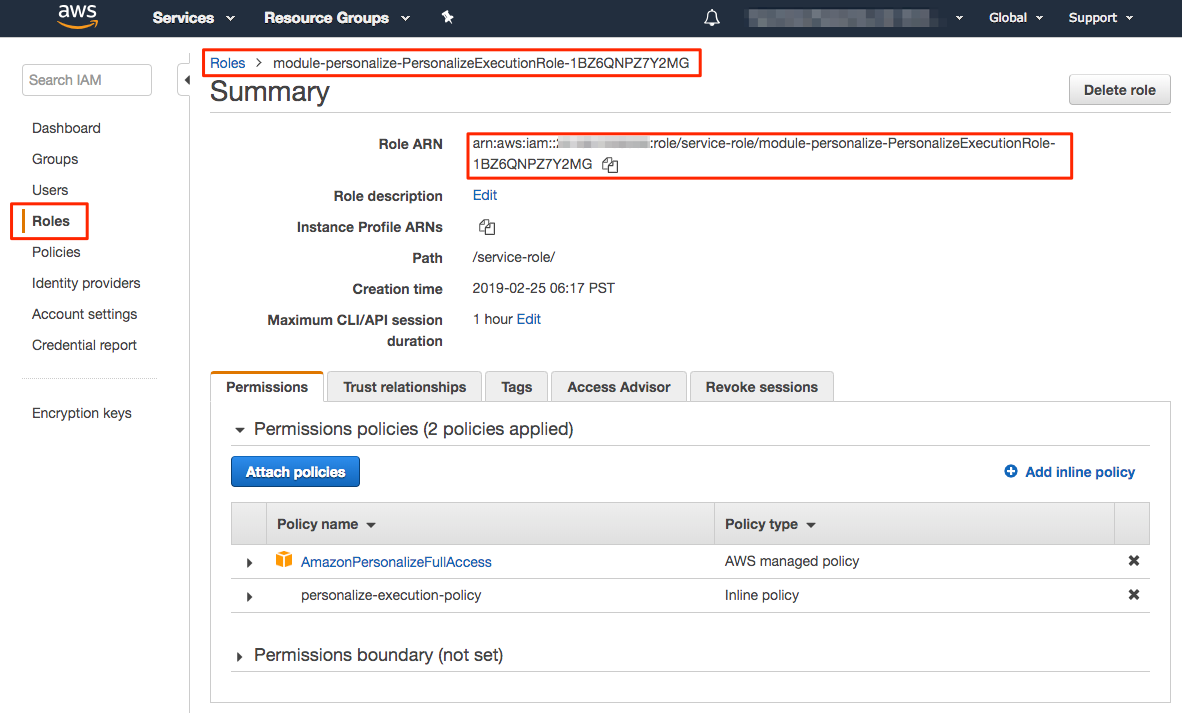 aws
Services
Resource Groups
Global
Support
Search IAM
Dashboard
Groups
Users
Roles
Policies
Identity providers
Account settings
Credential report
Encryption keys
Roles > module-personalize-PersonalizeExecutionRole-1BZ6QNPZ7Y2MG
Summary
Delete role
Role ARN
arn:aws:iam:: :role/service-role/module-personalize-PersonalizeExecutionRole-
1BZ6QNPZ7Y2MG
Role description Edit
Instance Profile ARNs
Path /service-role/
Creation time 2019-02-25 06:17 PST
Maximum CLI/API session
duration
1 hour Edit
Permissions
Trust relationships
Tags
Access Advisor
Revoke sessions
Permissions policies (2 policies applied)
Attach policies
Add inline policy
Policy name
Policy type
AmazonPersonalizeFullAccess AWS managed policy
personalize-execution-policy Inline policy
Permissions boundary (not set)